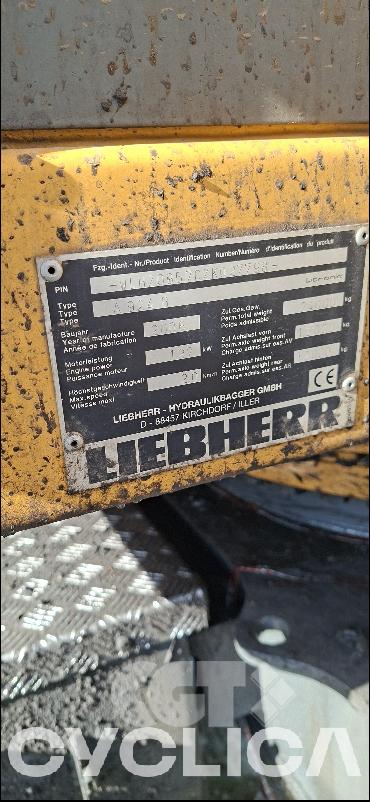 Fzg.-Ident.- Nr./Product Identification Number/Numéro d'identification du produit
PIN
Type
Type
Type
Baujahr
Year of manufacture
Année de fabrication
Motorleistung
Engine power
Puissance moteur
kW
Höchstgeschwindigkeit
Max.speed
Vitesse maxi
km/h
Zul.Ges.Gew.
Perm.total weight
Poids admissible
kg
Zul.Achslast vorn
Perm.axle weight front
Charge admis.sur ess.AV
kg
Zul.Achslast hinten
Perm.axle weight rear
Charge admis.sur ess.AR
kg
CE
LIEBHERR - HYDRAULIKBAGGER GMBH
D - 88457 KIRCHDORF/ILLER
LIEBHERR
CT
CYCLICA